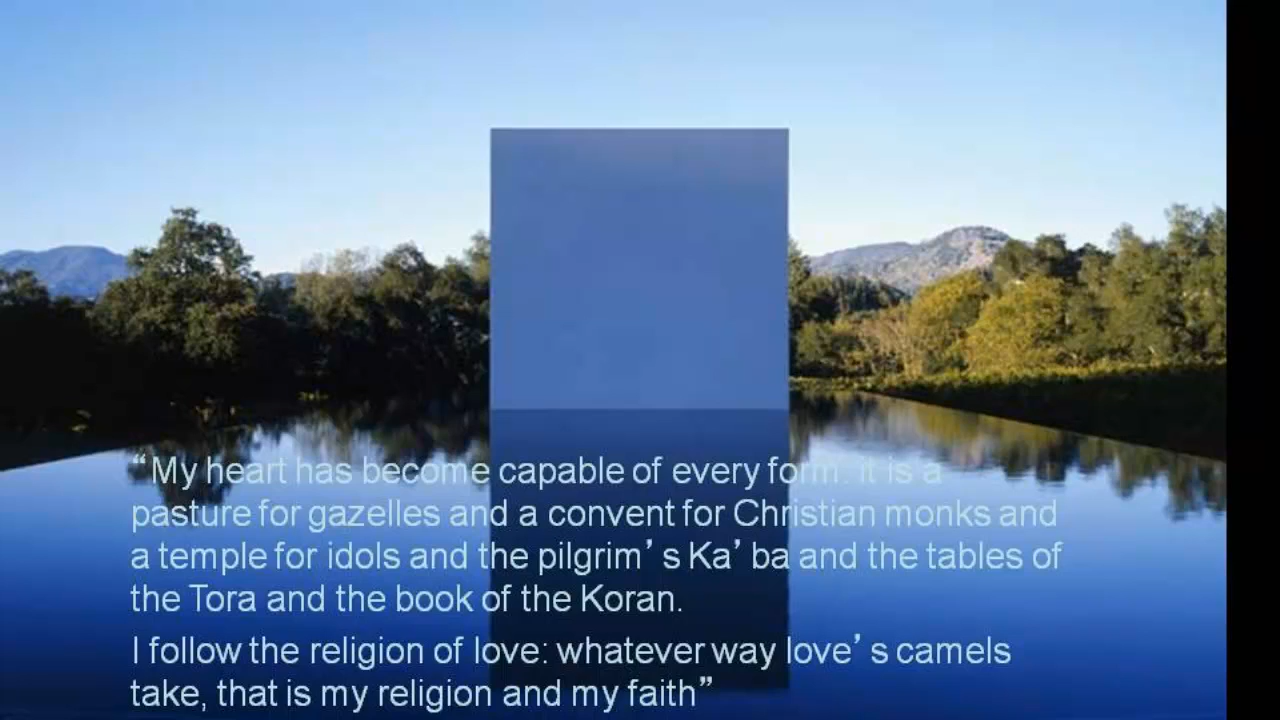 “My heart has become capable of every form: it is a
pasture for gazelles and a convent for Christian monks and
a temple for idols and the pilgrim’s Ka’ba and the tables of
the Tora and the book of the Koran.
I follow the religion of love: whatever way love’s camels
take, that is my religion and my faith”